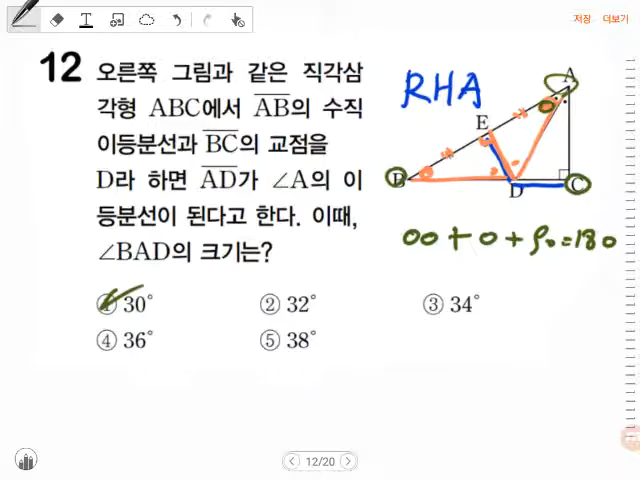 저장 더보기
12 오른쪽 그림과 같은 직각삼
각형 ABC에서 AB의 수직
이등분선과 BC의 교점을
D라 하면 AD가 ∠A의 이
등분선이 된다고 한다. 이때,
∠BAD의 크기는?
RHA
A
E
B
D
C
00 + 0 + 90 = 180
① 30° ② 32° ③ 34°
④ 36° ⑤ 38°
12/20